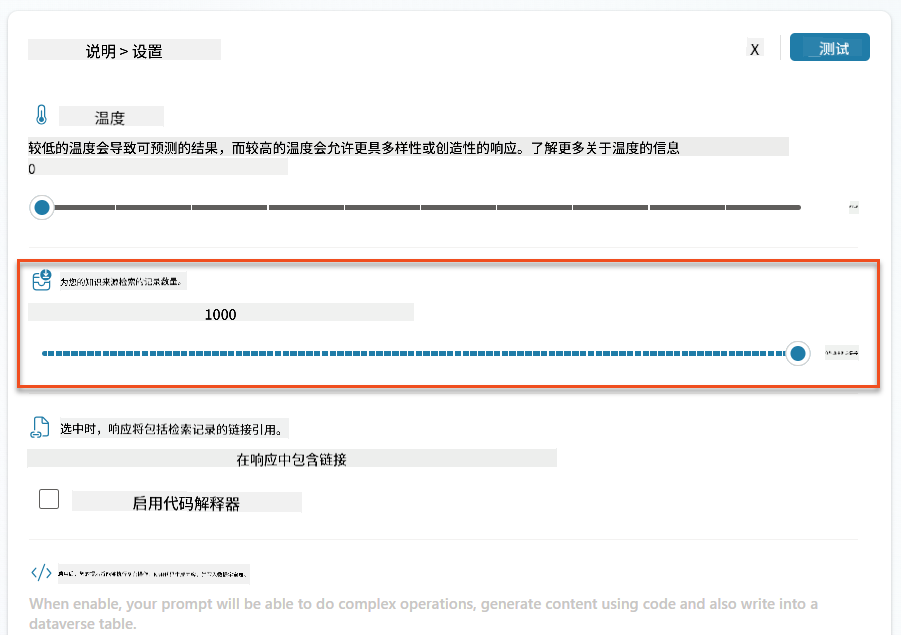 说明 > 设置
X
测试
温度
较低的温度会导致可预测的结果，而较高的温度会允许更具多样性或创造性的响应。了解更多关于温度的信息
0
为您的知识来源检索的记录数量。
1000
选中时，响应将包括检索记录的链接引用。
在响应中包含链接
启用代码解释器
</>
When enable, your prompt will be able to do complex operations, generate content using code and also write into a
dataverse table.